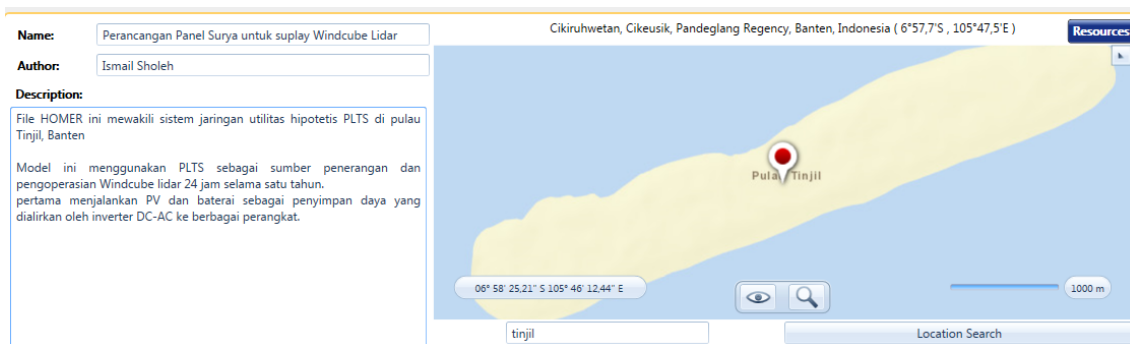 Name:
Perancangan Panel Surya untuk suplay Windcube Lidar
Author:
Ismail Sholeh
Description:
File HOMER ini mewakili sistem jaringan utilitas hipotetis PLTS di pulau
Tinjil, Banten
Model ini menggunakan PLTS sebagai sumber penerangan dan
pengoperasian Windcube lidar 24 jam selama satu tahun.
pertama menjalankan PV dan baterai sebagai penyimpan daya yang
dialirkan oleh inverter DC-AC ke berbagai perangkat.
Cikiruhwetan, Cikeusik, Pandeglang Regency, Banten, Indonesia ( 6°57,7'S , 105°47,5'E )
Resources
Pulau Tinjil
06° 58' 25,21" S 105° 46' 12,44" E
1000 m
tinjil
Location Search